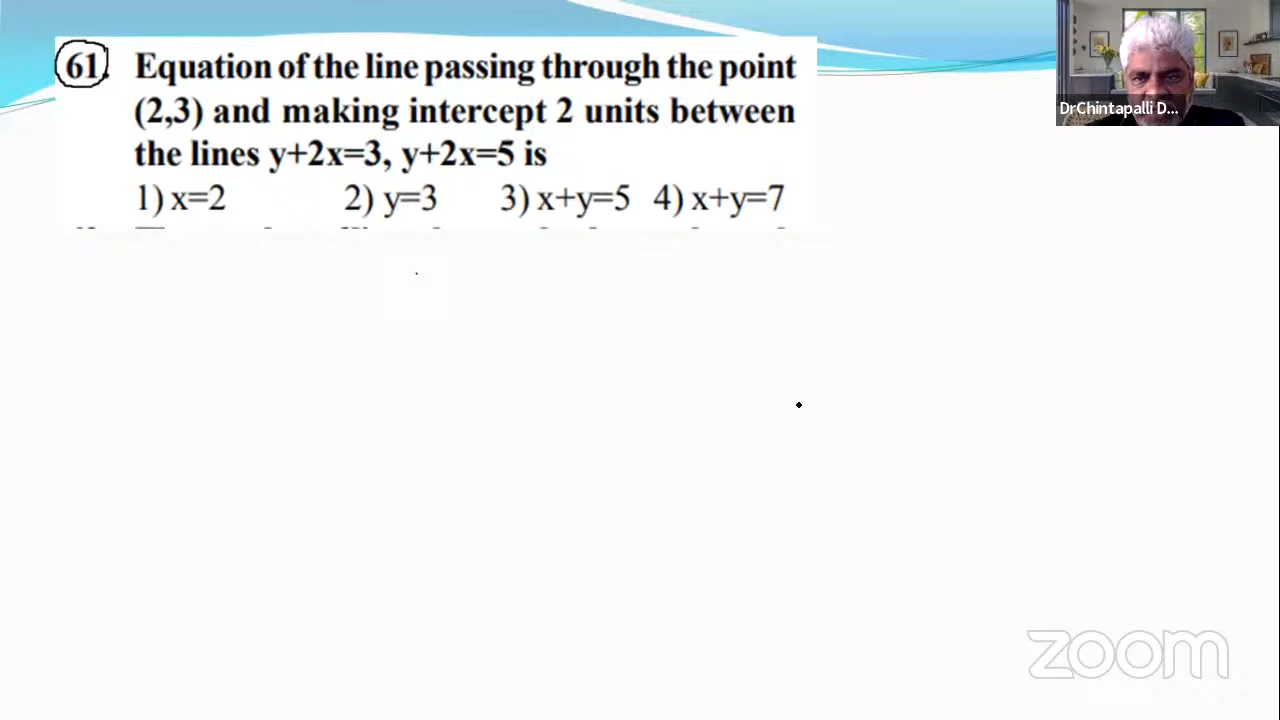 61. Equation of the line passing through the point
(2,3) and making intercept 2 units between
the lines y+2x=3, y+2x=5 is
1) x=2 2) y=3 3) x+y=5 4) x+y=7
DrChintapalli D...
zoom